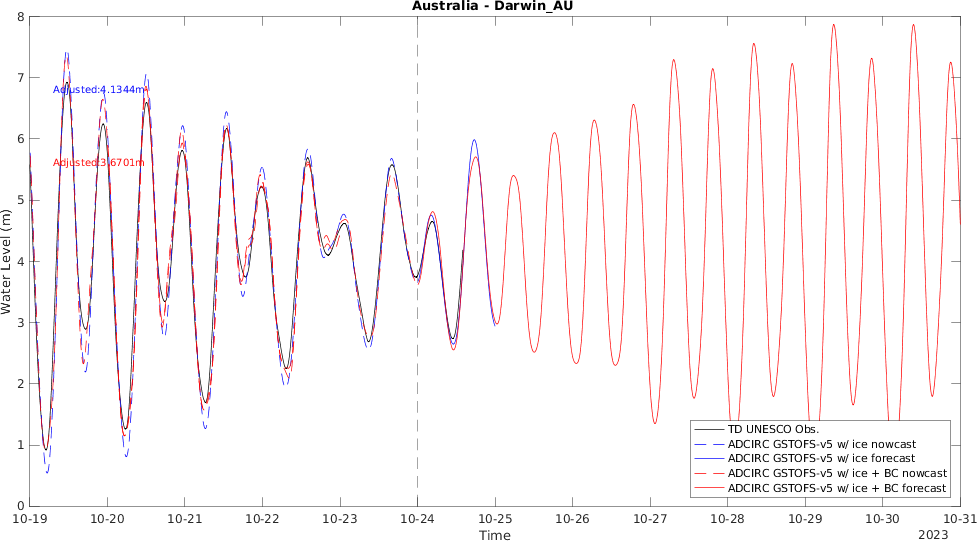 Australia - Darwin_AU
8
7
Adjusted:4.1344m
6
Adjusted:3.6701m
5
4
3
2
1
0
Water Level (m)
TD UNESCO Obs.
ADCIRC GSTOFS-v5 w/ ice nowcast
ADCIRC GSTOFS-v5 w/ ice forecast
ADCIRC GSTOFS-v5 w/ ice + BC nowcast
ADCIRC GSTOFS-v5 w/ ice + BC forecast
10-19 10-20 10-21 10-22 10-23 10-24 10-25 10-26 10-27 10-28 10-29 10-30 10-31
Time 2023